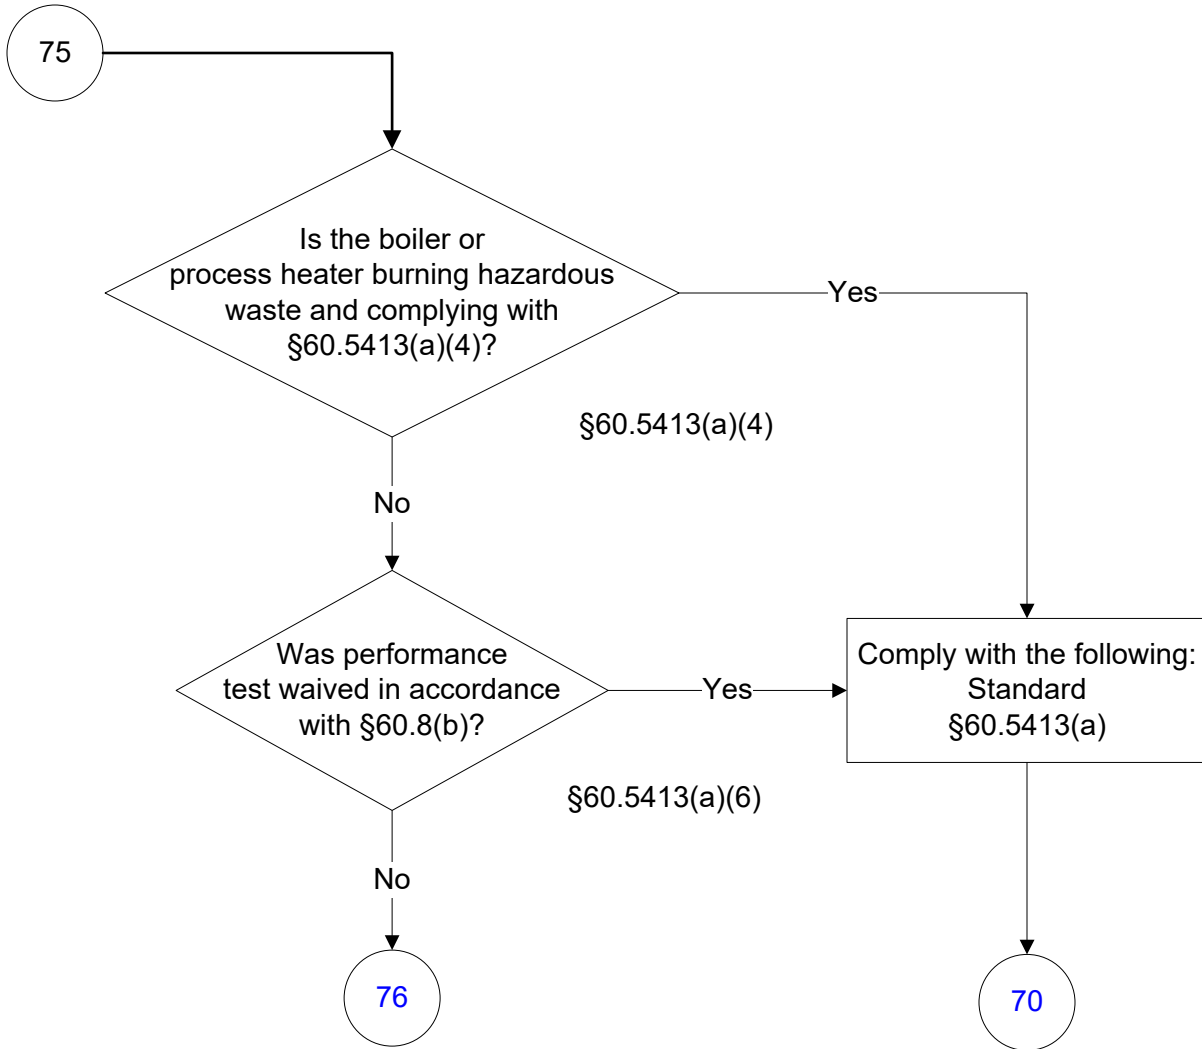 75
Is the boiler or
process heater burning hazardous
waste and complying with
§60.5413(a)(4)?
Yes
§60.5413(a)(4)
No
Was performance
test waived in accordance
with §60.8(b)?
Yes
Comply with the following:
Standard
§60.5413(a)
§60.5413(a)(6)
No
76
70